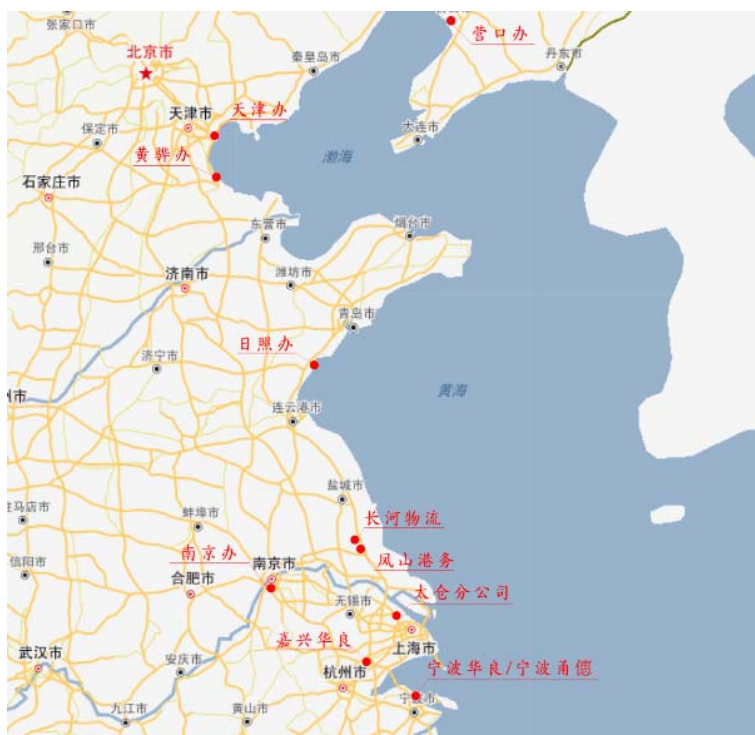 张家口市
营口办
北京市
秦皇岛市
丹东市
天津市
天津办
保定市
大连市
黄骅办
渤海
石家庄市
东营市
烟台市
邢台市
济南市
潍坊市
青岛市
日照办
济宁市
州市
黄海
连云港市
盐城市
驻马店市
蚌埠市
长河物流
南京办
南京市
凤山港务
信阳市
合肥市
太仓分公司
无锡市
嘉兴华良
上海市
武汉市
安庆市
杭州市
宁波华良/宁波甬德
宁波市
九江市
黄山市